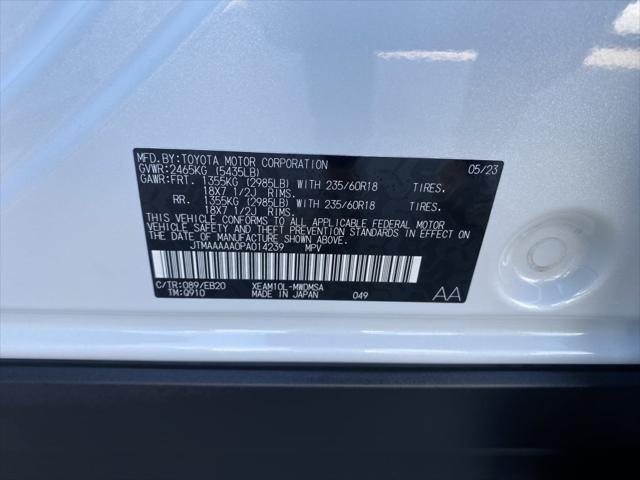 MFD.BY:TOYOTA MOTOR CORPORATION 05/23
GVWR:2465KG (5435LB)
GAWR:FRT. 1355KG (2985LB) WITH 235/60R18 TIRES.
18X7 1/2J RIMS.
RR. 1355KG (2985LB) WITH 235/60R18 TIRES.
18X7 1/2J RIMS.
THIS VEHICLE CONFORMS TO ALL APPLICABLE FEDERAL MOTOR
VEHICLE SAFETY AND THEFT PREVENTION STANDARDS IN EFFECT
ON THE DATE OF MANUFACTURE SHOWN ABOVE.
JTMAAAAA0PA014239 MPV
C/TR:089/EB20 XEAM10L-MWDMSA
TM:Q910 MADE IN JAPAN 049 AA